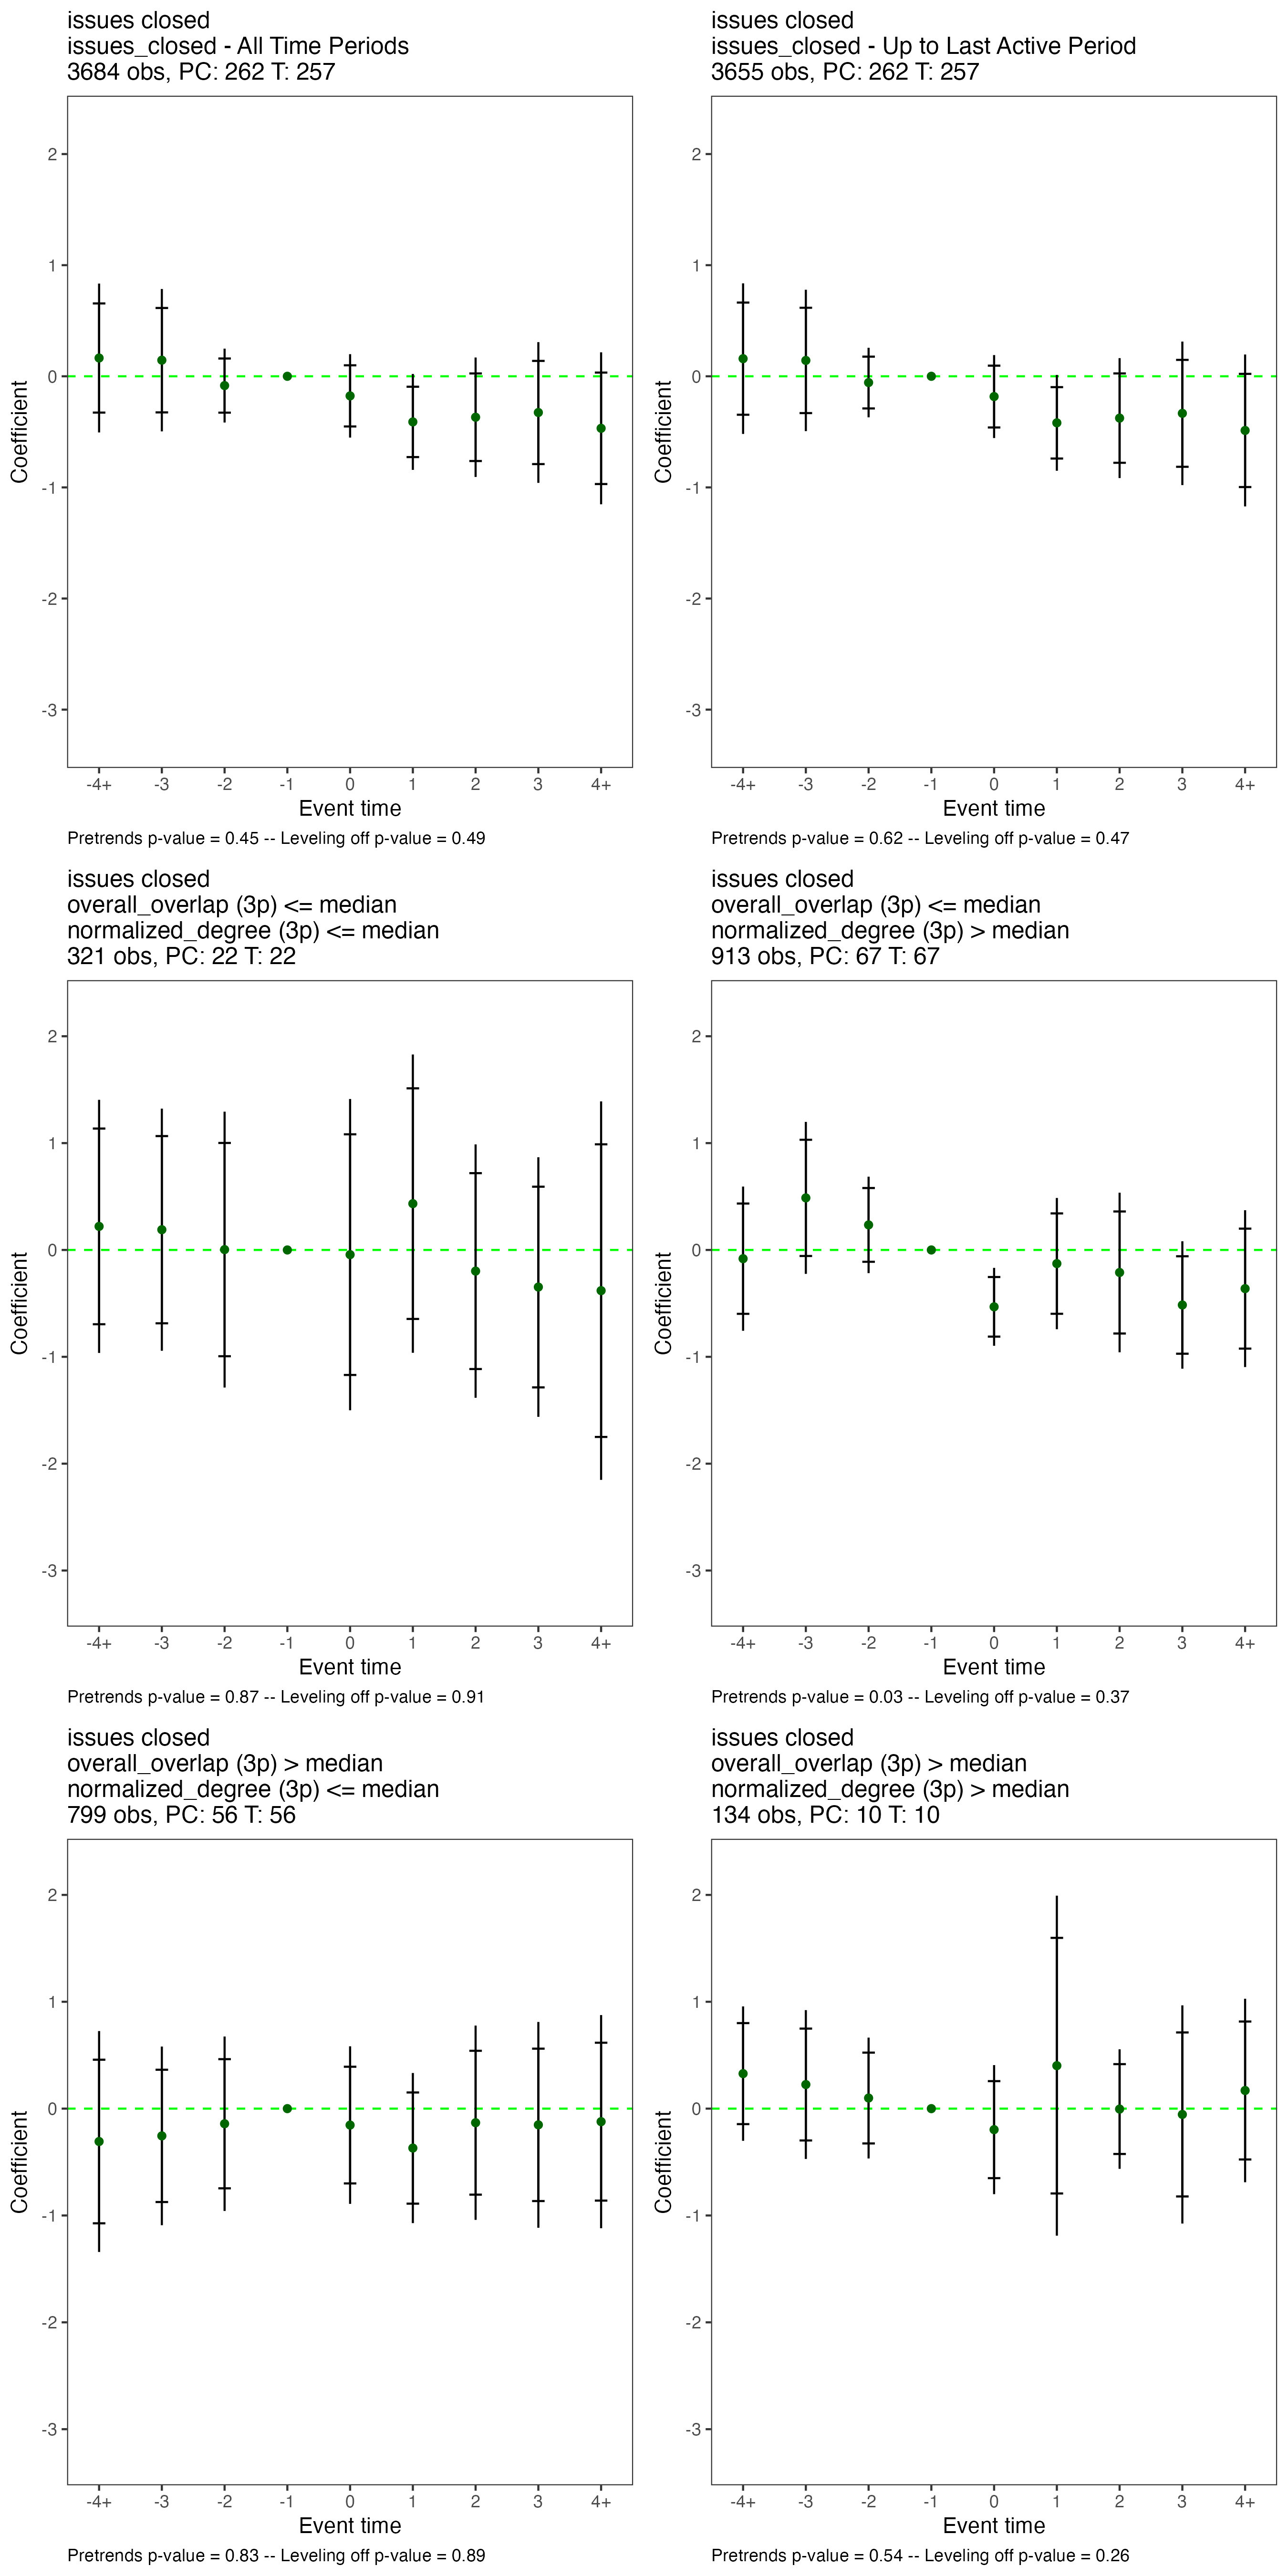 issues closed
issues_closed - All Time Periods
3684 obs, PC: 262 T: 257
2
1
0
-1
-2
-3
Coefficient
-4+ -3 -2 -1 0 1 2 3 4+
Event time
Pretrends p-value = 0.45 -- Leveling off p-value = 0.49
issues closed
issues_closed - Up to Last Active Period
3655 obs, PC: 262 T: 257
2
1
0
-1
-2
-3
Coefficient
-4+ -3 -2 -1 0 1 2 3 4+
Event time
Pretrends p-value = 0.62 -- Leveling off p-value = 0.47
issues closed
overall_overlap (3p) <= median
normalized_degree (3p) <= median
321 obs, PC: 22 T: 22
2
1
0
-1
-2
-3
Coefficient
-4+ -3 -2 -1 0 1 2 3 4+
Event time
Pretrends p-value = 0.87 -- Leveling off p-value = 0.91
issues closed
overall_overlap (3p) <= median
normalized_degree (3p) > median
913 obs, PC: 67 T: 67
2
1
0
-1
-2
-3
Coefficient
-4+ -3 -2 -1 0 1 2 3 4+
Event time
Pretrends p-value = 0.03 -- Leveling off p-value = 0.37
issues closed
overall_overlap (3p) > median
normalized_degree (3p) <= median
799 obs, PC: 56 T: 56
2
1
0
-1
-2
-3
Coefficient
-4+ -3 -2 -1 0 1 2 3 4+
Event time
Pretrends p-value = 0.83 -- Leveling off p-value = 0.89
issues closed
overall_overlap (3p) > median
normalized_degree (3p) > median
134 obs, PC: 10 T: 10
2
1
0
-1
-2
-3
Coefficient
-4+ -3 -2 -1 0 1 2 3 4+
Event time
Pretrends p-value = 0.54 -- Leveling off p-value = 0.26